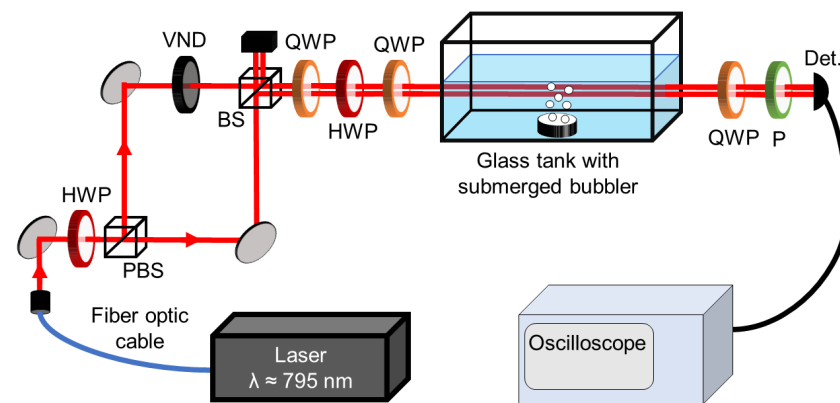 VND
QWP
QWP
Det.
BS
HWP
QWP
P
Glass tank with
submerged bubbler
HWP
PBS
Fiber optic
cable
Laser
λ ≈ 795 nm
Oscilloscope